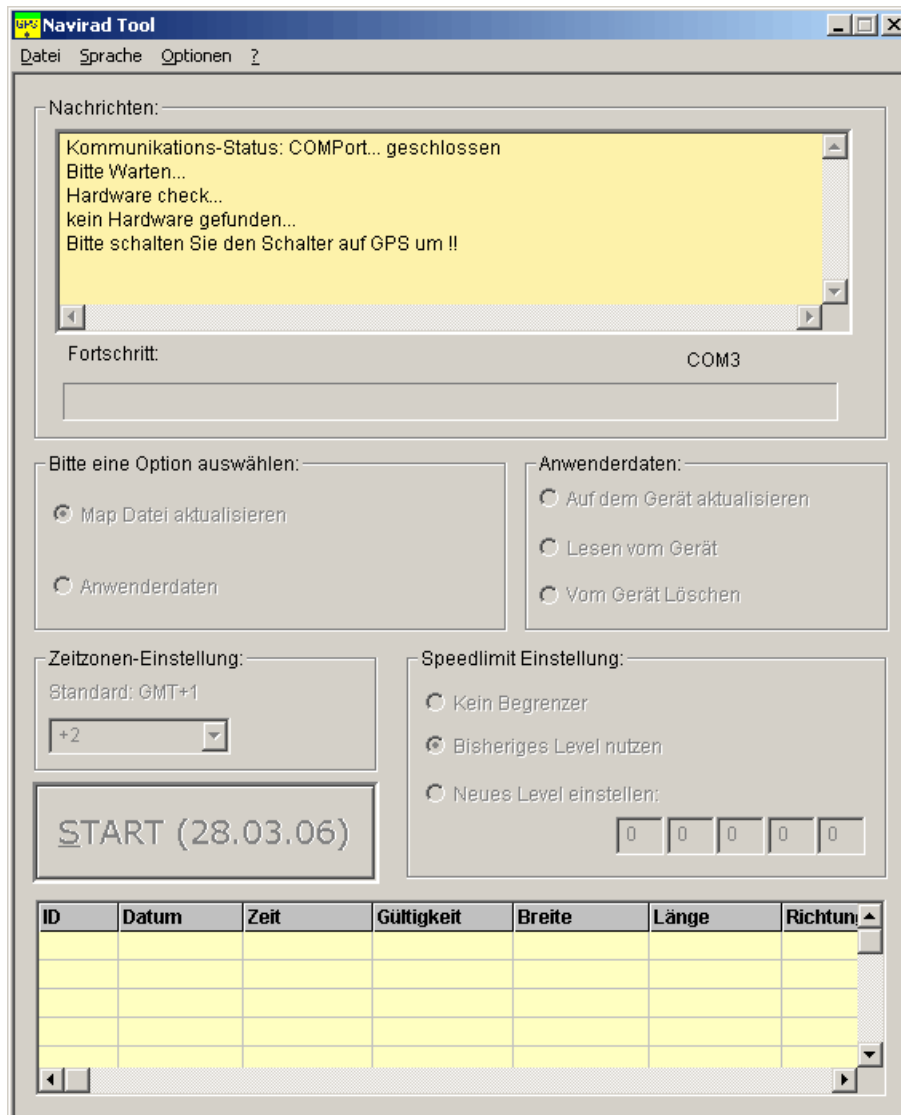 GPS Navirad Tool
Datei Sprache Optionen ?
Nachrichten:
Kommunikations-Status: COMPort... geschlossen
Bitte Warten...
Hardware check...
kein Hardware gefunden...
Bitte schalten Sie den Schalter auf GPS um !!
Fortschritt:
COM3
Bitte eine Option auswählen:
Map Datei aktualisieren
Anwenderdaten
Anwenderdaten:
Auf dem Gerät aktualisieren
Lesen vom Gerät
Vom Gerät Löschen
Zeitzonen-Einstellung:
Standard: GMT+1
+2
START (28.03.06)
Speedlimit Einstellung:
Kein Begrenzer
Bisheriges Level nutzen
Neues Level einstellen:
0 0 0 0 0
ID Datum Zeit Gültigkeit Breite Länge Richtun